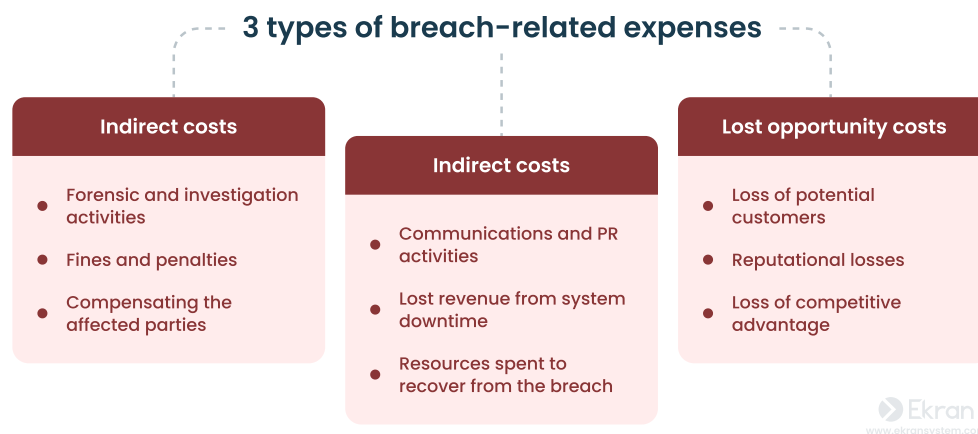 3 types of breach-related expenses
Indirect costs
Forensic and investigation
activities
Fines and penalties
Compensating the
affected parties
Indirect costs
Communications and PR
activities
Lost revenue from system
downtime
Resources spent to
recover from the breach
Lost opportunity costs
Loss of potential
customers
Reputational losses
Loss of competitive
advantage
Ekran
www.ekransystem.co